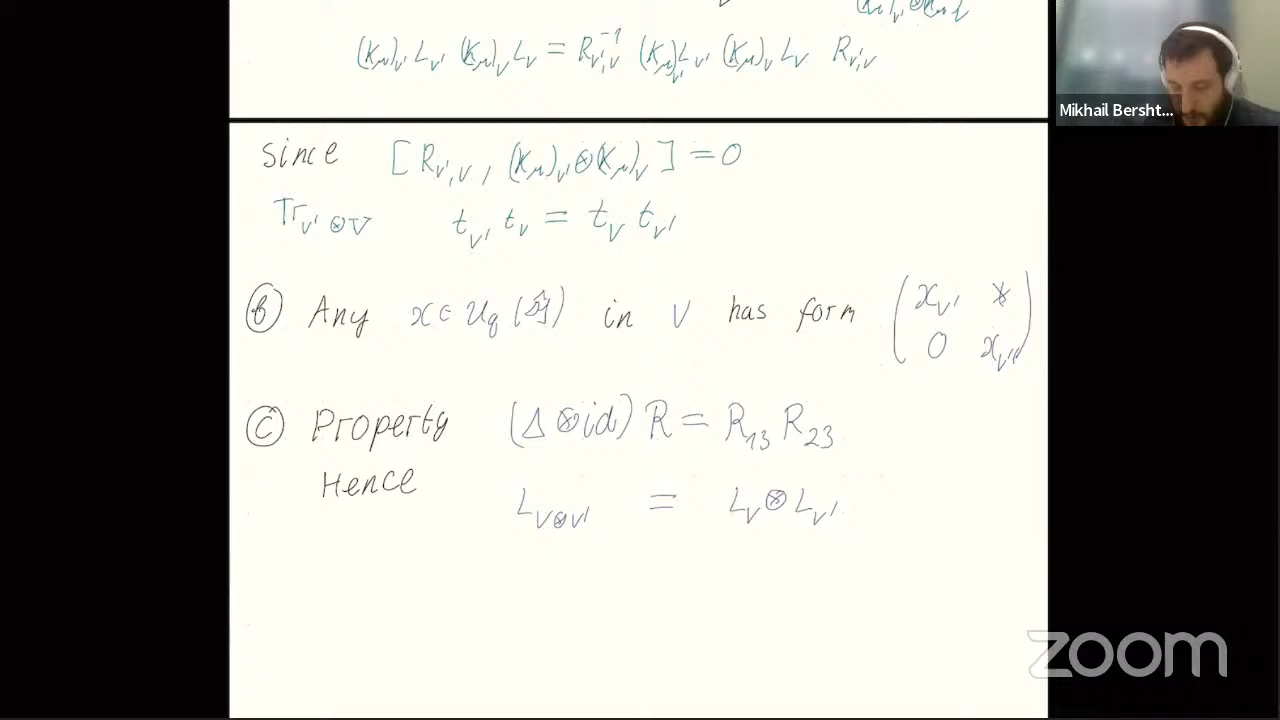 (K_μ)_{V'} L_{V'} (K_μ)_V L_V = R_{V',V}^{-1} (K_μ)_{V'} L_{V'} (K_μ)_V L_V R_{V',V}
Mikhail Bersht...
since [R_{V',V}, (K_μ)_{V'} ⊗ (K_μ)_V] = 0
Tr_{V'⊗V} t_{V'} t_V = t_V t_{V'}
ⓑ Any x ∈ U_q(ĝ) in V has form ( x_{V'} * ; 0 x_{V''} )
ⓒ Property (Δ⊗id) R = R_{13} R_{23}
Hence L_{V⊗V'} = L_V ⊗ L_{V'}
zoom